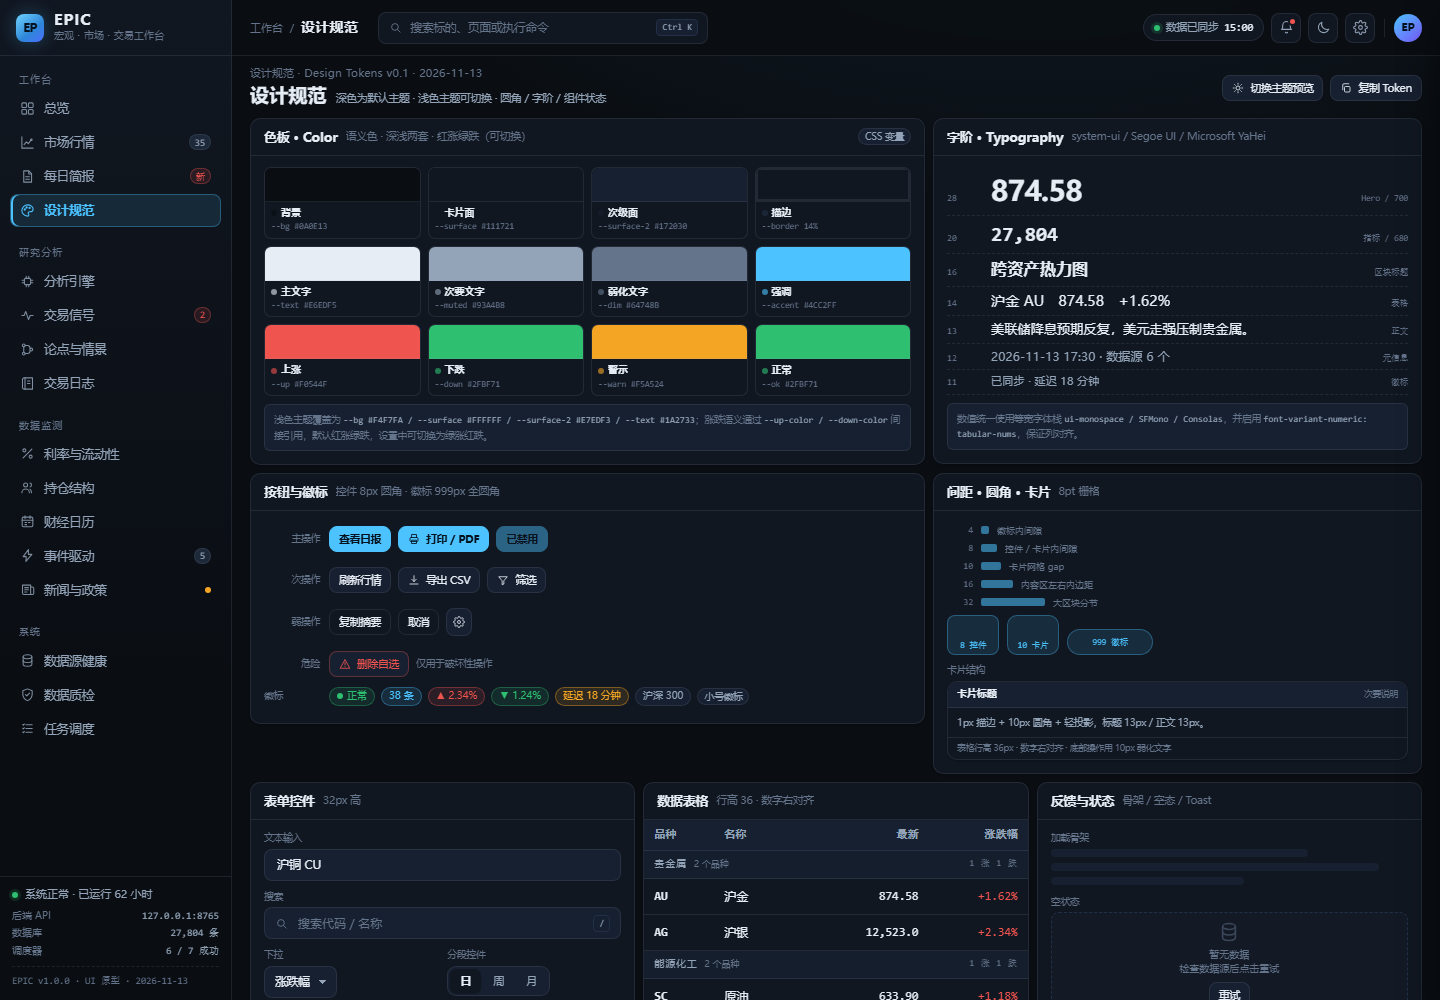 EP
EPIC
宏观 · 市场 · 交易工作台
工作台
总览
市场行情
35
每日简报
新
设计规范
研究分析
分析引擎
交易信号
2
论点与情景
交易日志
数据监测
利率与流动性
持仓结构
财经日历
事件驱动
5
新闻与政策
系统
数据源健康
数据质检
任务调度
系统正常 · 已运行 62 小时
后端 API 127.0.0.1:8765
数据库 27,804 条
调度器 6 / 7 成功
EPIC v1.0.0 · UI 原型 · 2026-11-13
工作台 / 设计规范
搜索标的、页面或执行命令 Ctrl K
数据已同步 15:00
EP
设计规范 · Design Tokens v0.1 · 2026-11-13
设计规范 深色为默认主题 · 浅色主题可切换 · 圆角 / 字阶 / 组件状态
切换主题预览
复制 Token
色板 • Color 语义色 · 深浅两套 · 红涨绿跌（可切换）
CSS 变量
背景
--bg #0A0E13
卡片面
--surface #111721
次级面
--surface-2 #172030
描边
--border 14%
主文字
--text #E6EDF5
次要文字
--muted #93A4B8
弱化文字
--dim #64748B
强调
--accent #4CC2FF
上涨
--up #F0544F
下跌
--down #2FBF71
警示
--warn #F5A524
正常
--ok #2FBF71
浅色主题覆盖为 --bg #F4F7FA / --surface #FFFFFF / --surface-2 #E7EDF3 / --text #1A2733；涨跌语义通过 --up-color / --down-color 间
接引用，默认红涨绿跌，设置中可切换为绿涨红跌。
字阶 • Typography system-ui / Segoe UI / Microsoft YaHei
28 874.58 Hero / 700
20 27,804 指标 / 680
16 跨资产热力图 区块标题
14 沪金 AU 874.58 +1.62% 表格
13 美联储降息预期反复，美元走强压制贵金属。 正文
12 2026-11-13 17:30 · 数据源 6 个 元信息
11 已同步 · 延迟 18 分钟 徽标
数值统一使用等宽字体栈 ui-monospace / SFMono / Consolas，并启用 font-variant-numeric:
tabular-nums，保证列对齐。
按钮与徽标 控件 8px 圆角 · 徽标 999px 全圆角
主操作 查看日报 打印 / PDF 已禁用
次操作 刷新行情 导出 CSV 筛选
弱操作 复制摘要 取消
危险 删除自选 仅用于破坏性操作
徽标 正常 38 条 ▲ 2.34% ▼ 1.24% 延迟 18 分钟 沪深 300 小号徽标
间距 • 圆角 • 卡片 8pt 栅格
4 徽标内间隙
8 控件 / 卡片内间隙
10 卡片网格 gap
16 内容区左右内边距
32 大区块分节
8 控件
10 卡片
999 徽标
卡片结构
卡片标题 次要说明
1px 描边 + 10px 圆角 + 轻投影，标题 13px / 正文 13px。
表格行高 36px · 数字右对齐 · 底部操作用 10px 弱化文字
表单控件 32px 高
文本输入
沪铜 CU
搜索
搜索代码 / 名称 /
下拉
涨跌幅
分段控件
日 周 月
数据表格 行高 36 · 数字右对齐
品种 名称 最新 涨跌幅
贵金属 2 个品种 1 涨 1 跌
AU 沪金 874.58 +1.62%
AG 沪银 12,523.0 +2.34%
能源化工 2 个品种 1 涨 1 跌
SC 原油 633.90 +1.18%
反馈与状态 骨架 / 空态 / Toast
加载骨架
空状态
暂无数据
检查数据源后点击重试
重试